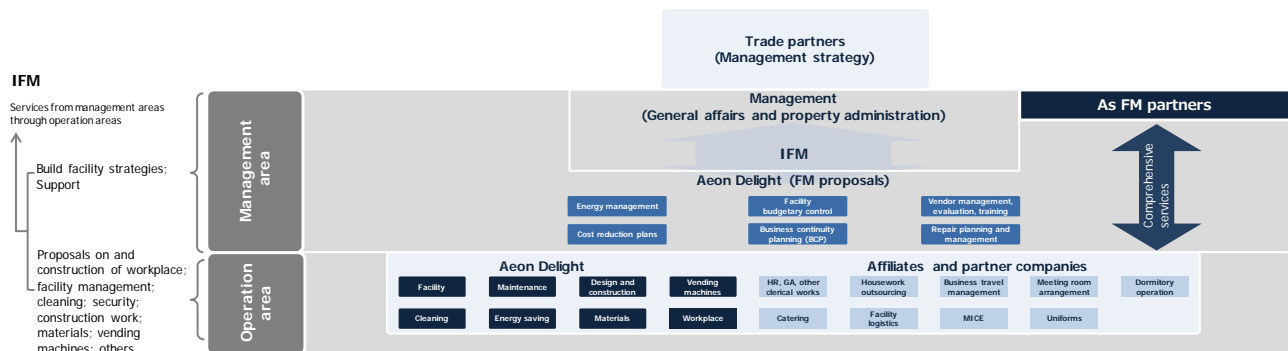 Trade partners
(Management strategy)
IFM
Services from management areas
through operation areas
Build facility strategies;
Support
Proposals on and
construction of workplace;
facility management;
cleaning; security;
construction work;
materials; vending
machines; others
Management
area
Operation
area
Management
(General affairs and property administration)
IFM
As FM partners
Comprehensive
services
Aeon Delight (FM proposals)
Energy management
Facility
budgetary control
Vendor management,
evaluation, training
Cost reduction plans
Business continuity
planning (BCP)
Repair planning and
management
Aeon Delight
Affiliates and partner companies
Facility
Maintenance
Design and
construction
Vending
machines
HR, GA, other
clerical works
Housework
outsourcing
Business travel
management
Meeting room
arrangement
Dormitory
operation
Cleaning
Energy saving
Materials
Workplace
Catering
Facility
logistics
MICE
Uniforms